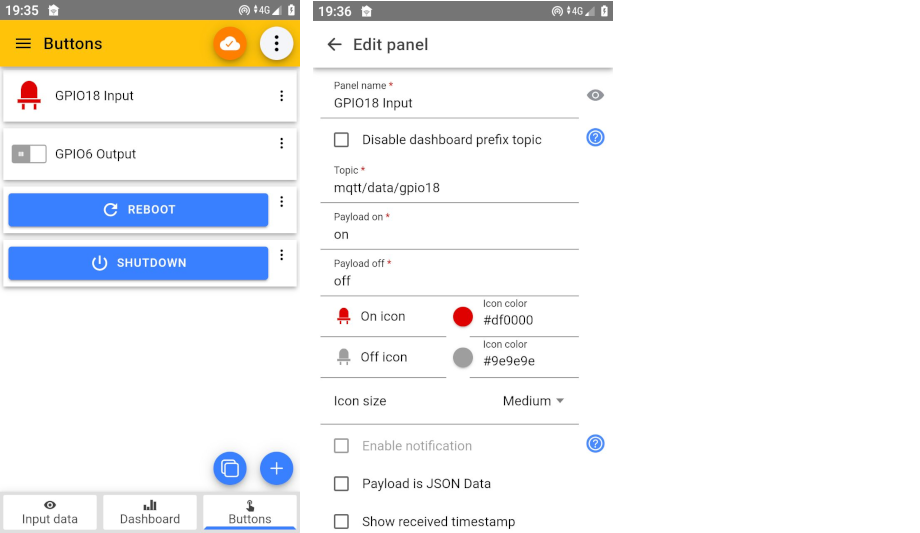 19:35
4G
Buttons
GPIO18 Input
GPIO6 Output
REBOOT
SHUTDOWN
Input data
Dashboard
Buttons
19:36
4G
Edit panel
Panel name *
GPIO18 Input
Disable dashboard prefix topic
?
Topic *
mqtt/data/gpio18
Payload on *
on
Payload off *
off
On icon
Icon color
#df0000
Off icon
Icon color
#9e9e9e
Icon size
Medium
Enable notification
?
Payload is JSON Data
Show received timestamp